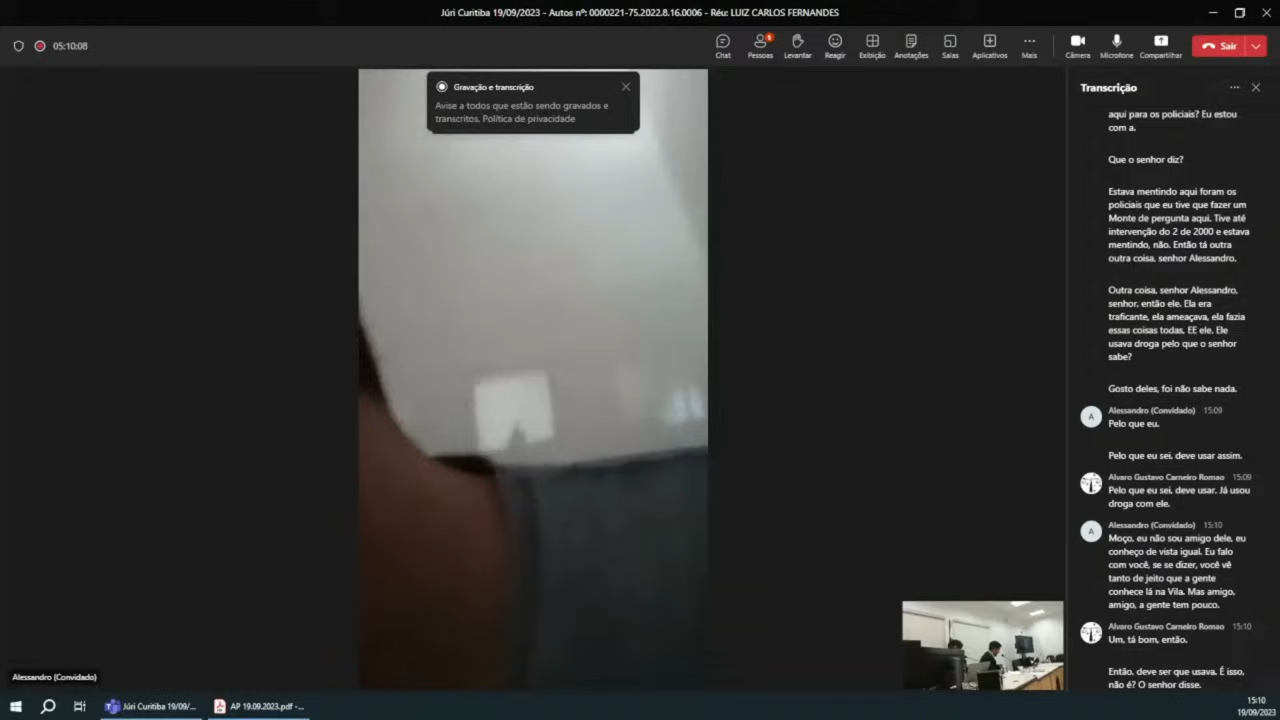 Júri Curitiba 19/09/2023 - Autos nº: 0000221-75.2022.8.16.0006 - Réu: LUIZ CARLOS FERNANDES
05:10:08
Chat
Pessoas
Levantar
Reagir
Exibição
Anotações
Salas
Aplicativos
Mais
Câmera
Microfone
Compartilhar
Sair
Gravação e transcrição
Avise a todos que estão sendo gravados e
transcritos. Política de privacidade
Transcrição
aqui para os policiais? Eu estou
com a.
Que o senhor diz?
Estava mentindo aqui foram os
policiais que eu tive que fazer um
Monte de pergunta aqui. Tive até
intervenção do 2 de 2000 e estava
mentindo, não. Então tá outra
outra coisa, senhor Alessandro.
Outra coisa, senhor Alessandro,
senhor, então ele. Ela era
traficante, ela ameaçava, ela fazia
essas coisas todas. EE ele. Ele
usava droga pelo que o senhor
sabe?
Gosto deles, foi não sabe nada.
A
Alessandro (Convidado) 15:09
Pelo que eu.
Pelo que eu sei, deve usar assim.
Alvaro Gustavo Carneiro Romao 15:09
Pelo que eu sei, deve usar. Já usou
droga com ele.
A
Alessandro (Convidado) 15:10
Moço, eu não sou amigo dele, eu
conheço de vista igual. Eu falo
com você, se se dizer, você vê
tanto de jeito que a gente
conhece lá na Vila. Mas amigo,
amigo, a gente tem pouco.
Alvaro Gustavo Carneiro Romao 15:10
Um, tá bom, então.
Então, deve ser que usava. É isso,
não é? O senhor disse.
Alessandro (Convidado)
Júri Curitiba 19/09/...
AP 19.09.2023.pdf -...
15:10
19/09/2023